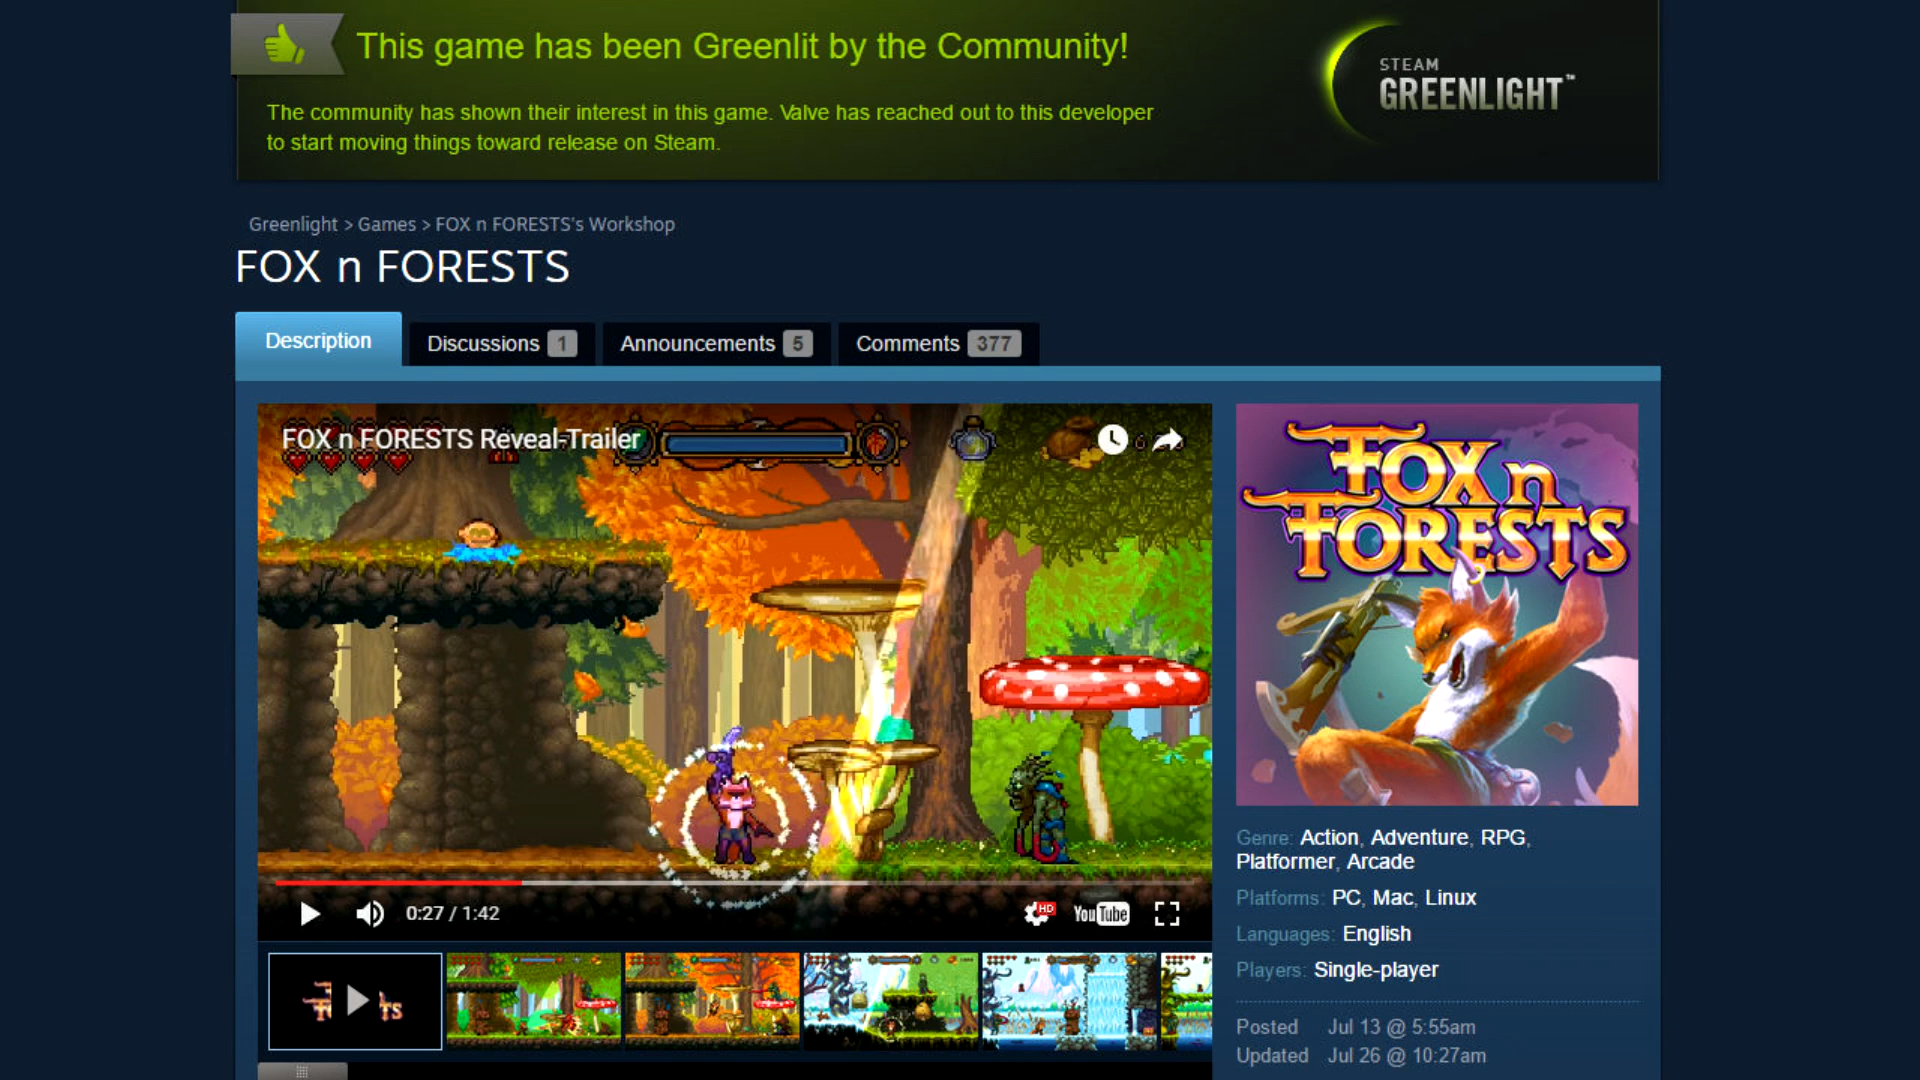 This game has been Greenlit by the Community!
The community has shown their interest in this game. Valve has reached out to this developer
to start moving things toward release on Steam.
STEAM
GREENLIGHT™
Greenlight > Games > FOX n FORESTS's Workshop
FOX n FORESTS
Description
Discussions 1
Announcements 5
Comments 377
FOX n FORESTS Reveal-Trailer
6
0:27 / 1:42
HD
YouTube
FOX n
FORESTS
Genre: Action, Adventure, RPG,
Platformer, Arcade
Platforms: PC, Mac, Linux
Languages: English
Players: Single-player
Posted Jul 13 @ 5:55am
Updated Jul 26 @ 10:27am